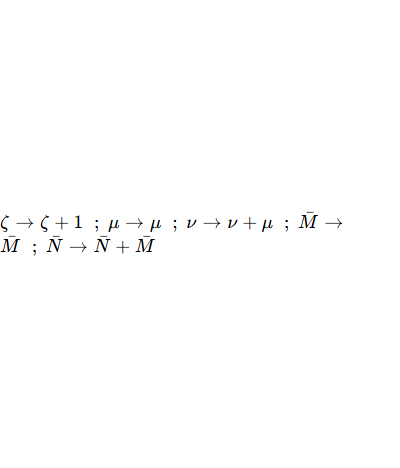 ζ → ζ + 1 ; μ → μ ; ν → ν + μ ; M̄ →
M̄ ; N̄ → N̄ + M̄